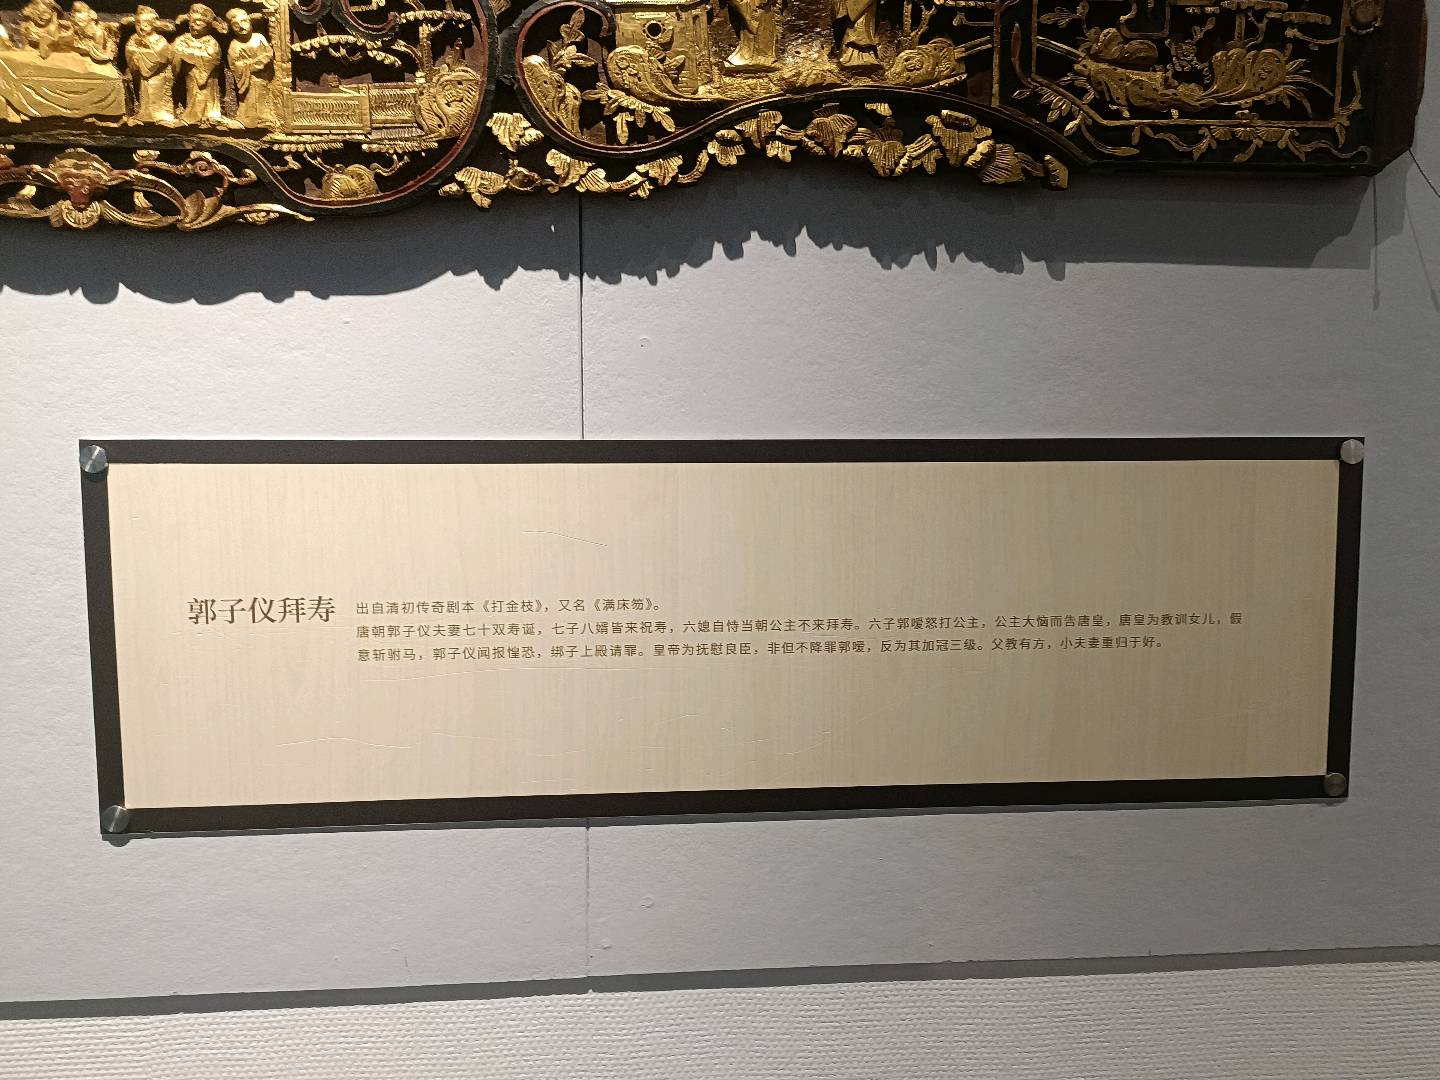 郭子仪拜寿
出自清初传奇剧本《打金枝》，又名《满床笏》。
唐朝郭子仪夫妻七十双寿诞，七子八婿皆来祝寿，六媳自恃当朝公主不来拜寿。六子郭嗳怒打公主，公主大恼而告唐皇，唐皇为教训女儿，假
意斩驸马，郭子仪闻报惶恐，绑子上殿请罪。皇帝为抚慰良臣，非但不降罪郭嗳，反为其加冠三级。父教有方，小夫妻重归于好。